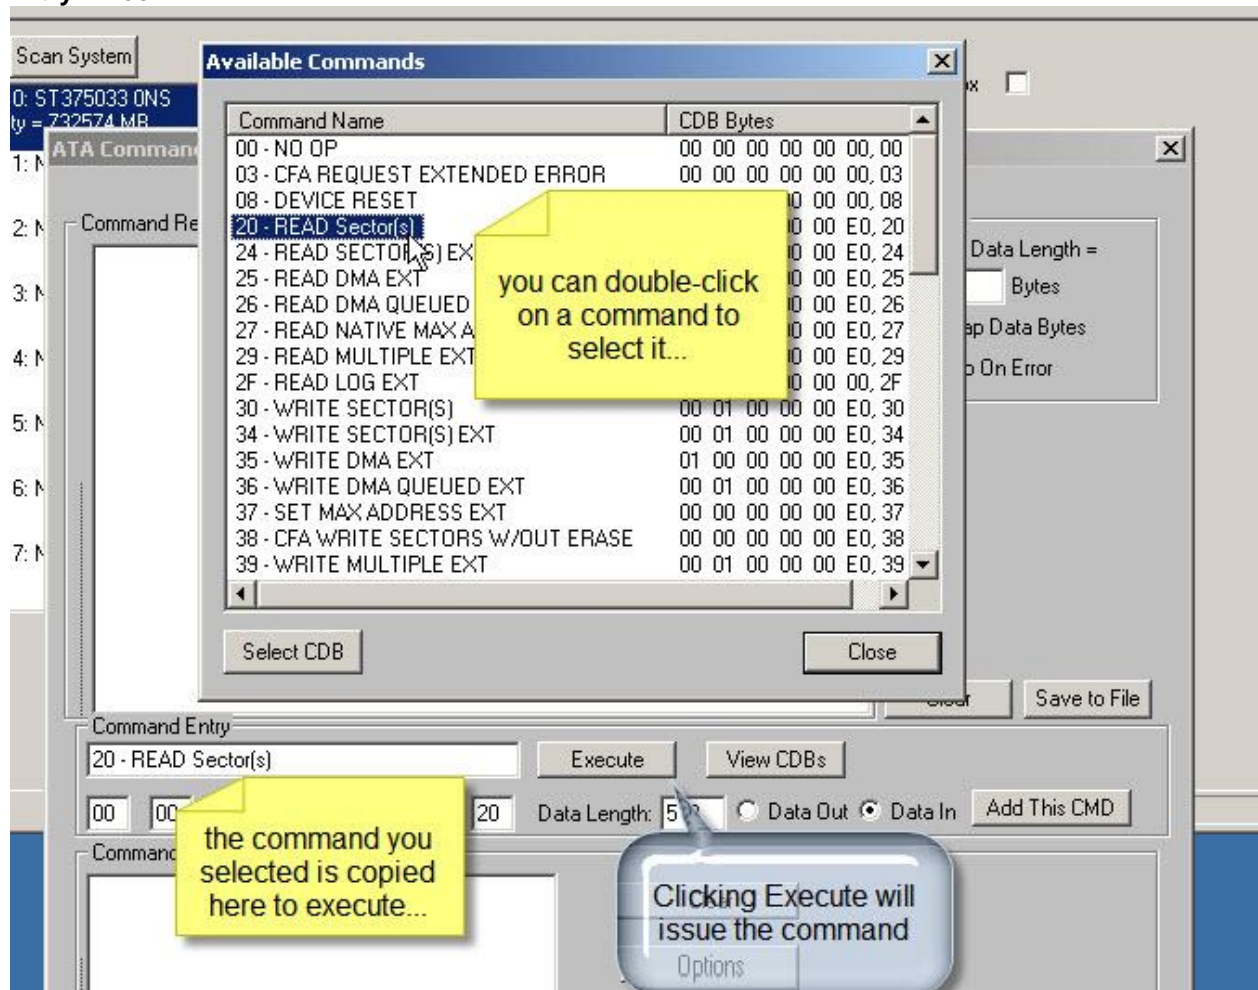 Scan System
0: ST375033 0NS
ty = 732574 MB
1: N
2: N
3: N
4: N
5: N
6: N
7: N
Available Commands
Command Name CDB Bytes
00 - NO OP 00 00 00 00 00 00, 00
03 - CFA REQUEST EXTENDED ERROR 00 00 00 00 00 00, 03
08 - DEVICE RESET 00 00, 08
20 - READ Sector(s) 00 E0, 20
24 - READ SECTOR(S) EX 00 E0, 24
25 - READ DMA EXT 00 E0, 25
26 - READ DMA QUEUED 00 E0, 26
27 - READ NATIVE MAX A 00 E0, 27
29 - READ MULTIPLE EXT 00 E0, 29
2F - READ LOG EXT 00 00, 2F
30 - WRITE SECTOR(S) 00 01 00 00 00 E0, 30
34 - WRITE SECTOR(S) EXT 00 01 00 00 00 E0, 34
35 - WRITE DMA EXT 01 00 00 00 00 E0, 35
36 - WRITE DMA QUEUED EXT 00 01 00 00 00 E0, 36
37 - SET MAX ADDRESS EXT 00 00 00 00 00 E0, 37
38 - CFA WRITE SECTORS W/OUT ERASE 00 00 00 00 00 E0, 38
39 - WRITE MULTIPLE EXT 00 01 00 00 00 E0, 39
you can double-click
on a command to
select it...
Select CDB Close
ATA Comman
Command Re
Data Length =
Bytes
ap Data Bytes
On Error
Save to File
Command Entry
20 - READ Sector(s) Execute View CDBs
00 00 20 Data Length: Data Out Data In Add This CMD
the command you
selected is copied
here to execute...
Command
Clicking Execute will
issue the command
Options